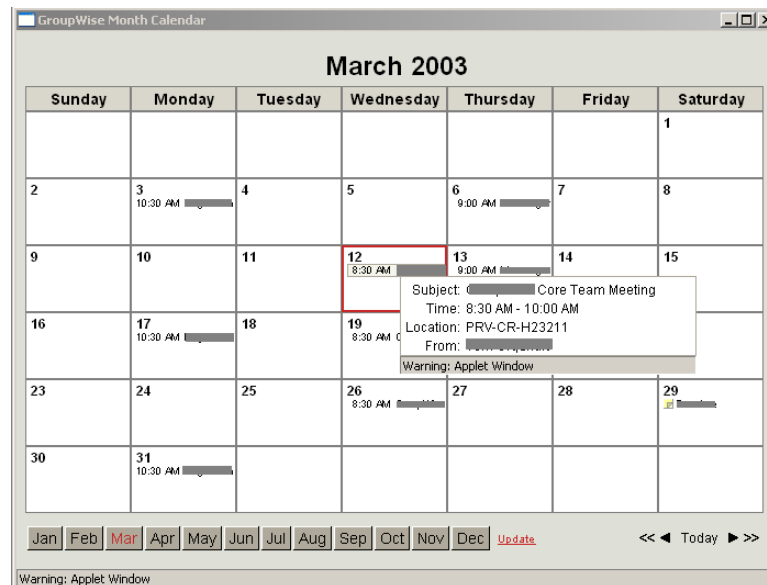 GroupWise Month Calendar
March 2003
Sunday Monday Tuesday Wednesday Thursday Friday Saturday
1
2 3 4 5 6 7 8
10:30 AM 9:00 AM
9 10 11 12 13 14 15
8:30 AM 9:00 AM
Subject: Core Team Meeting
Time: 8:30 AM - 10:00 AM
Location: PRV-CR-H23211
From:
Warning: Applet Window
16 17 18 19
10:30 AM 8:30 AM
23 24 25 26 27 28 29
8:30 AM
30 31
10:30 AM
Jan Feb Mar Apr May Jun Jul Aug Sep Oct Nov Dec Update << Today >>
Warning: Applet Window